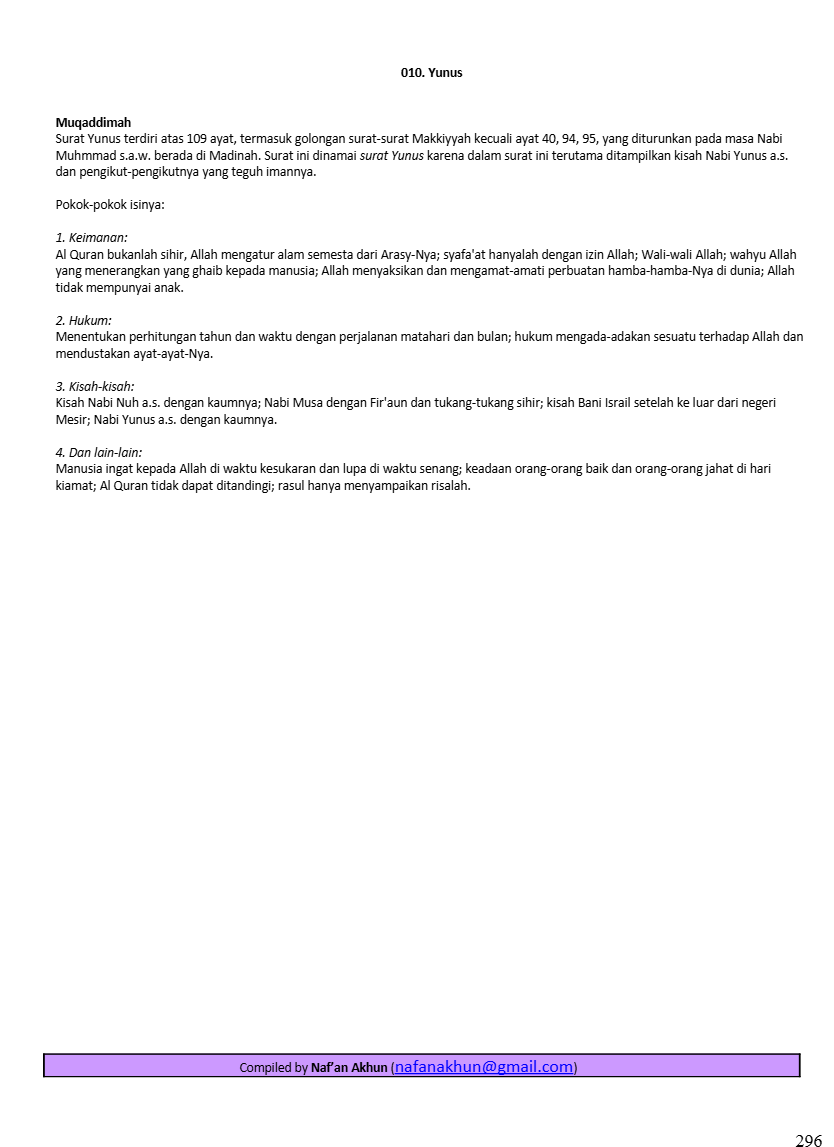 010. Yunus
Muqaddimah
Surat Yunus terdiri atas 109 ayat, termasuk golongan surat-surat Makkiyyah kecuali ayat 40, 94, 95, yang diturunkan pada masa Nabi
Muhmmad s.a.w. berada di Madinah. Surat ini dinamai surat Yunus karena dalam surat ini terutama ditampilkan kisah Nabi Yunus a.s.
dan pengikut-pengikutnya yang teguh imannya.
Pokok-pokok isinya:
1. Keimanan:
Al Quran bukanlah sihir, Allah mengatur alam semesta dari Arasy-Nya; syafa'at hanyalah dengan izin Allah; Wali-wali Allah; wahyu Allah
yang menerangkan yang ghaib kepada manusia; Allah menyaksikan dan mengamat-amati perbuatan hamba-hamba-Nya di dunia; Allah
tidak mempunyai anak.
2. Hukum:
Menentukan perhitungan tahun dan waktu dengan perjalanan matahari dan bulan; hukum mengada-adakan sesuatu terhadap Allah dan
mendustakan ayat-ayat-Nya.
3. Kisah-kisah:
Kisah Nabi Nuh a.s. dengan kaumnya; Nabi Musa dengan Fir'aun dan tukang-tukang sihir; kisah Bani Israil setelah ke luar dari negeri
Mesir; Nabi Yunus a.s. dengan kaumnya.
4. Dan lain-lain:
Manusia ingat kepada Allah di waktu kesukaran dan lupa di waktu senang; keadaan orang-orang baik dan orang-orang jahat di hari
kiamat; Al Quran tidak dapat ditandingi; rasul hanya menyampaikan risalah.
Compiled by Naf’an Akhun (nafanakhun@gmail.com)
296